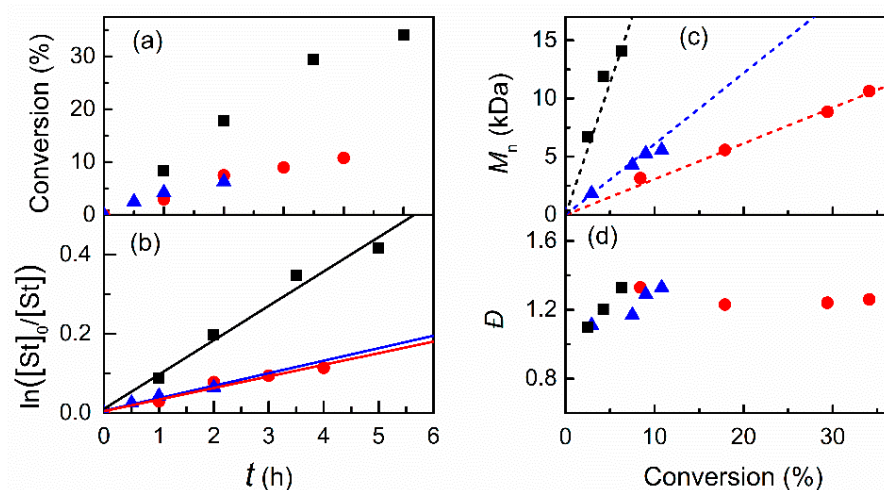 (a)
Conversion (%)
30
20
10
0
(b)
ln([St]₀/[St])
0.4
0.2
0.0
0 1 2 3 4 5 6
t (h)
(c)
Mₙ (kDa)
15
10
5
0
(d)
Đ
1.6
1.2
0.8
0 10 20 30
Conversion (%)